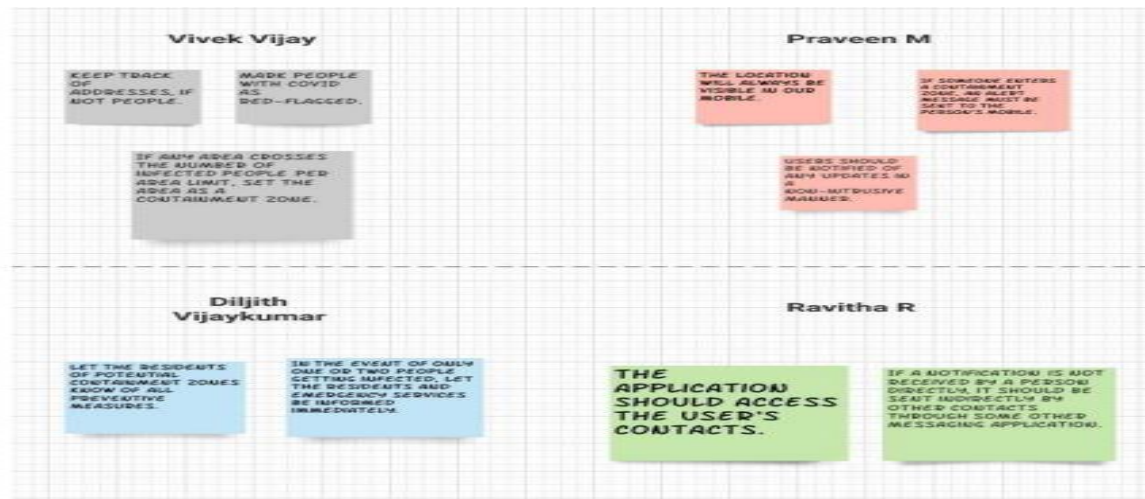 Vivek Vijay
KEEP TRACK
OF
ADDRESSES, IF
NOT PEOPLE.
MARK PEOPLE
WITH COVID
AS
RED-FLAGGED.
IF ANY AREA CROSSES
THE NUMBER OF
INFECTED PEOPLE PER
AREA LIMIT, SET THE
AREA AS A
CONTAINMENT ZONE.
Praveen M
THE LOCATION
WILL ALWAYS BE
VISIBLE IN OUR
MOBILE.
IF SOMEONE ENTERS
A CONTAINMENT
ZONE, AN ALERT
MESSAGE MUST BE
SENT TO THE
PERSON'S MOBILE.
USERS SHOULD
BE NOTIFIED OF
ANY UPDATES IN
A
NON-INTRUSIVE
MANNER.
Diljith
Vijaykumar
LET THE RESIDENTS
OF POTENTIAL
CONTAINMENT ZONES
KNOW OF ALL
PREVENTIVE
MEASURES.
IN THE EVENT OF ONLY
ONE OR TWO PEOPLE
GETTING INFECTED, LET
THE RESIDENTS AND
EMERGENCY SERVICES
BE INFORMED
IMMEDIATELY.
Ravitha R
THE
APPLICATION
SHOULD ACCESS
THE USER'S
CONTACTS.
IF A NOTIFICATION IS NOT
RECEIVED BY A PERSON
DIRECTLY, IT SHOULD BE
SENT INDIRECTLY BY
OTHER CONTACTS
THROUGH SOME OTHER
MESSAGING APPLICATION.